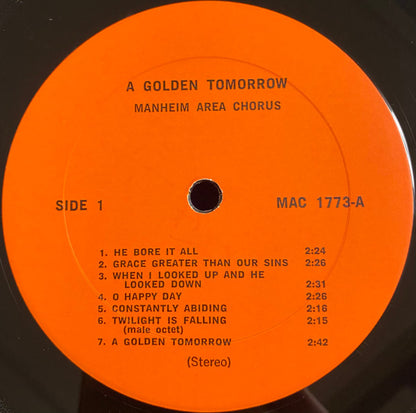 A GOLDEN TOMORROW
MANHEIM AREA CHORUS
SIDE 1
MAC 1773-A
1. HE BORE IT ALL 2:24
2. GRACE GREATER THAN OUR SINS 2:26
3. WHEN I LOOKED UP AND HE
LOOKED DOWN 2:31
4. O HAPPY DAY 2:26
5. CONSTANTLY ABIDING 2:16
6. TWILIGHT IS FALLING 2:15
(male octet)
7. A GOLDEN TOMORROW 2:42
(Stereo)